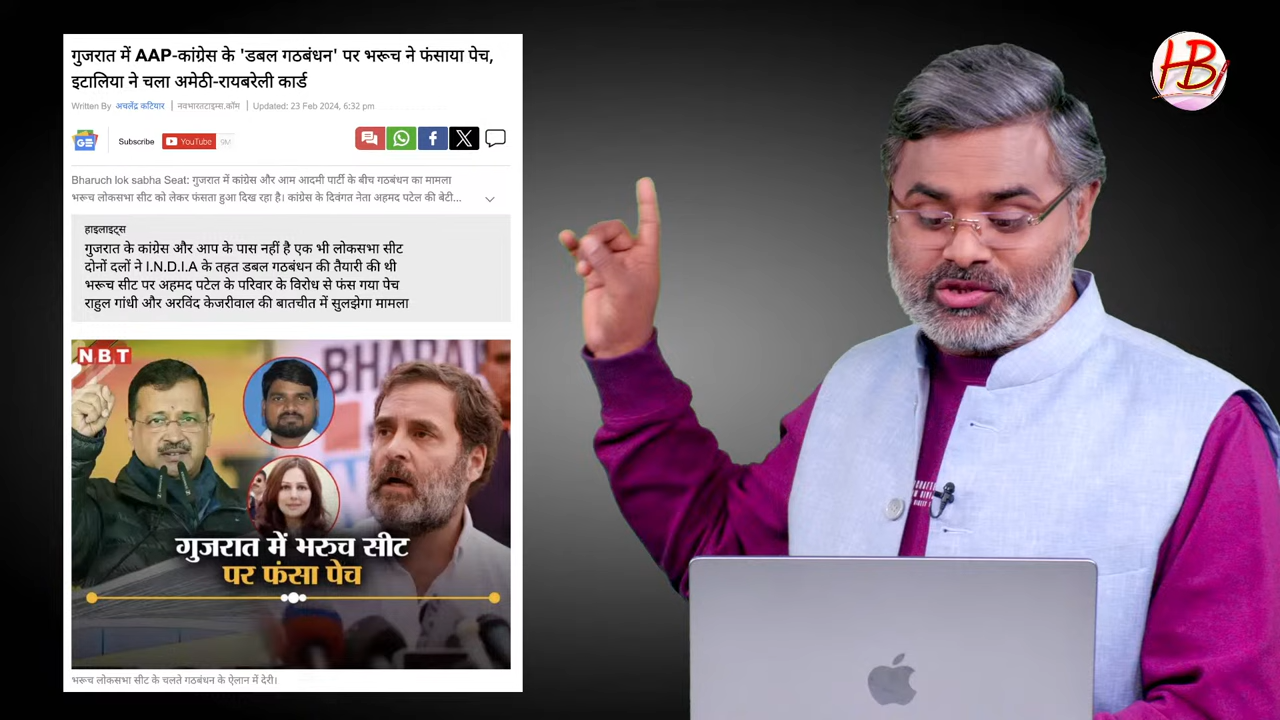 गुजरात में AAP-कांग्रेस के 'डबल गठबंधन' पर भरूच ने फंसाया पेच,
इटालिया ने चला अमेठी-रायबरेली कार्ड
Written By अचलेंद्र कटियार | नवभारतटाइम्स.कॉम | Updated: 23 Feb 2024, 6:32 pm
Subscribe YouTube 9M
Bharuch lok sabha Seat: गुजरात में कांग्रेस और आम आदमी पार्टी के बीच गठबंधन का मामला
भरूच लोकसभा सीट को लेकर फंसता हुआ दिख रहा है। कांग्रेस के दिवंगत नेता अहमद पटेल की बेटी...
हाइलाइट्स
गुजरात के कांग्रेस और आप के पास नहीं है एक भी लोकसभा सीट
दोनों दलों ने I.N.D.I.A के तहत डबल गठबंधन की तैयारी की थी
भरूच सीट पर अहमद पटेल के परिवार के विरोध से फंस गया पेच
राहुल गांधी और अरविंद केजरीवाल की बातचीत में सुलझेगा मामला
NBT
BHARA
गुजरात में भरुच सीट
पर फंसा पेच
भरूच लोकसभा सीट के चलते गठबंधन के ऐलान में देरी।
HB